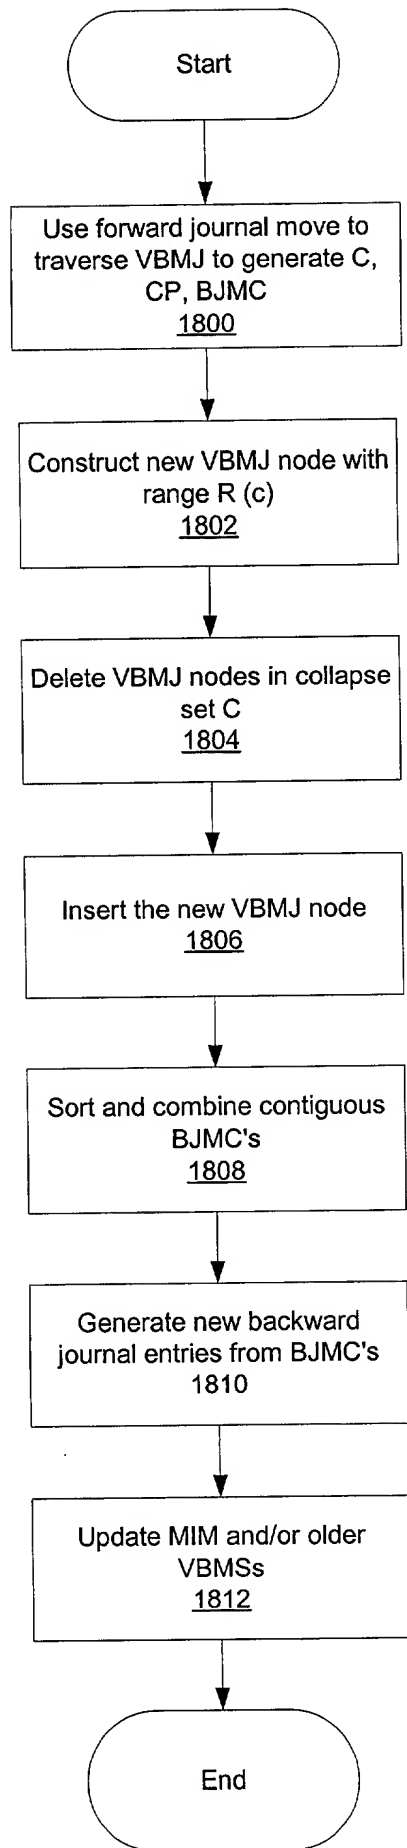 Start
Use forward journal move to
traverse VBMJ to generate C,
CP, BJMC
1800
Construct new VBMJ node with
range R (c)
1802
Delete VBMJ nodes in collapse
set C
1804
Insert the new VBMJ node
1806
Sort and combine contiguous
BJMC's
1808
Generate new backward
journal entries from BJMC's
1810
Update MIM and/or older
VBMSs
1812
End